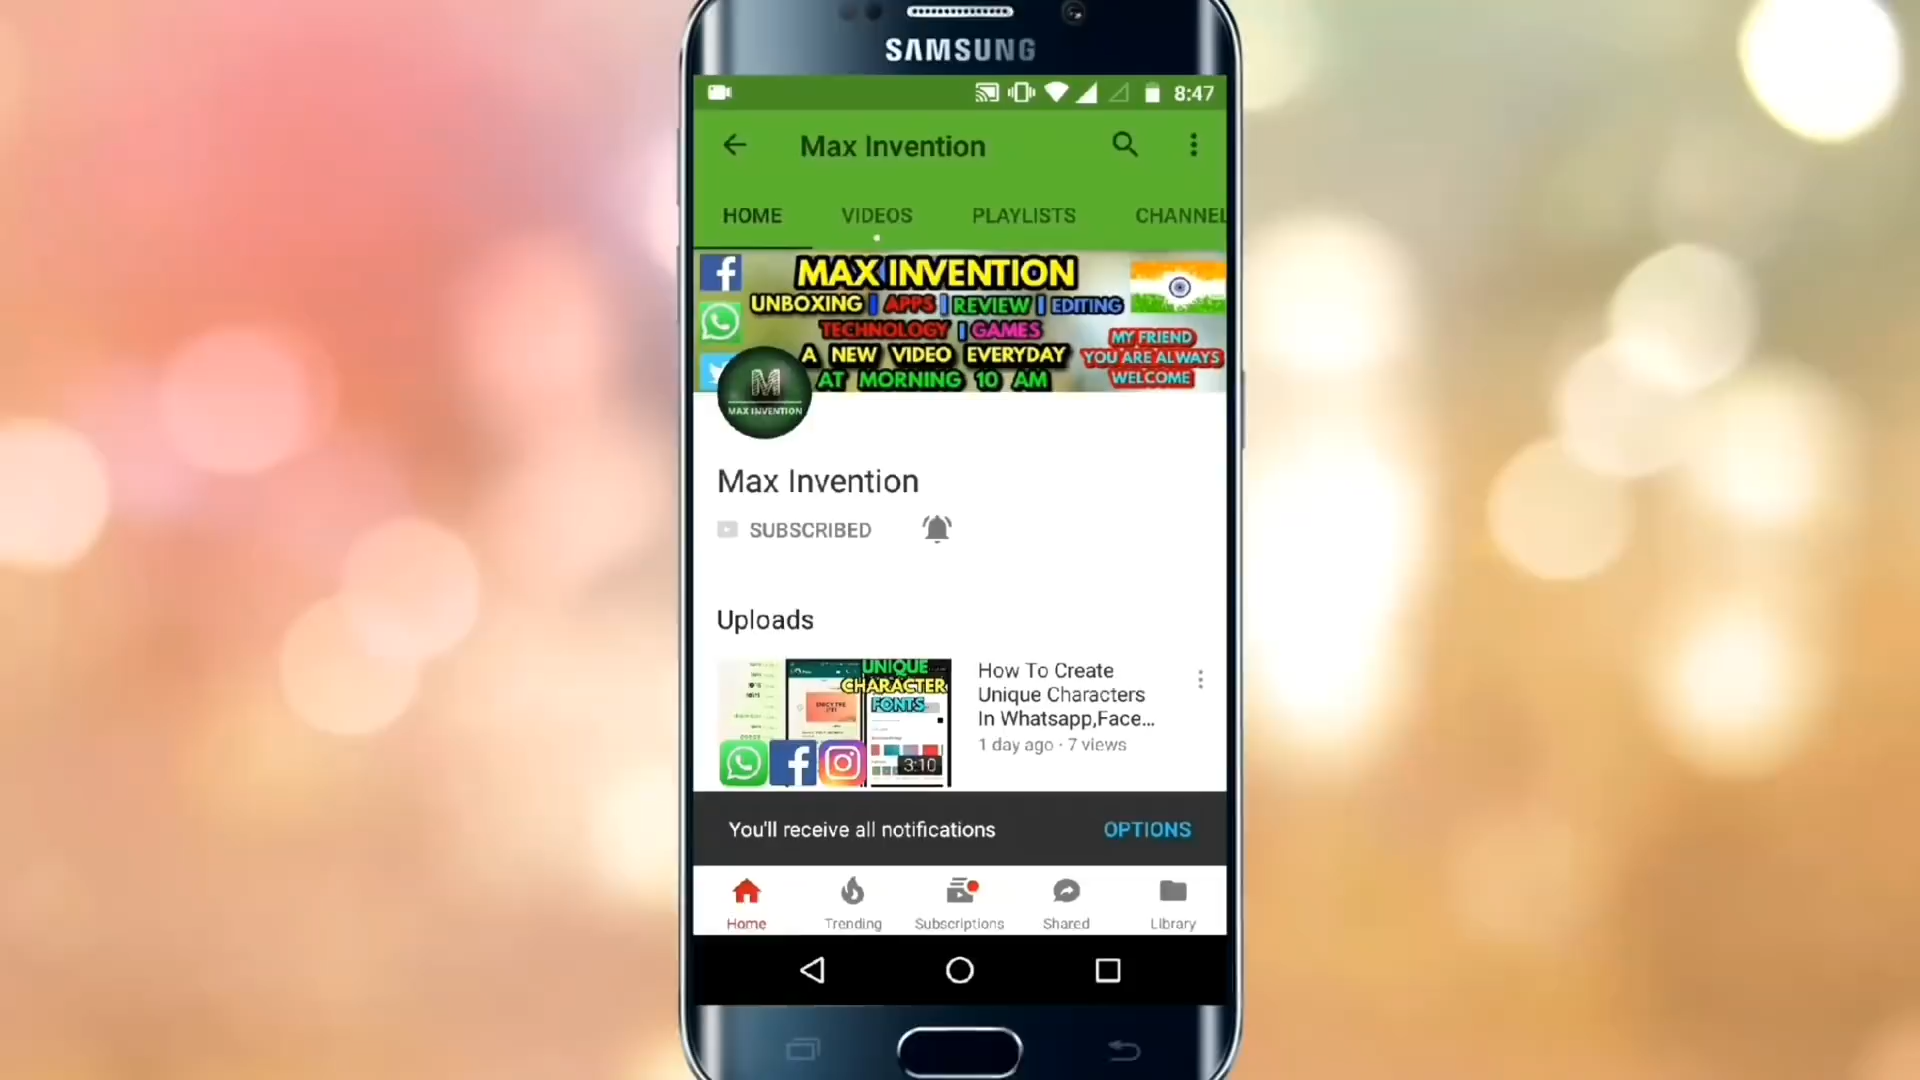 SAMSUNG
8:47
Max Invention
HOME VIDEOS PLAYLISTS CHANNEL
MAX INVENTION
UNBOXING | APPS | REVIEW | EDITING
TECHNOLOGY | GAMES
A NEW VIDEO EVERYDAY
AT MORNING 10 AM
MY FRIEND
YOU ARE ALWAYS
WELCOME
M
MAX INVENTION
Max Invention
SUBSCRIBED
Uploads
UNIQUE
CHARACTER
FONTS
3:10
How To Create
Unique Characters
In Whatsapp,Face...
1 day ago · 7 views
You'll receive all notifications OPTIONS
Home Trending Subscriptions Shared Library